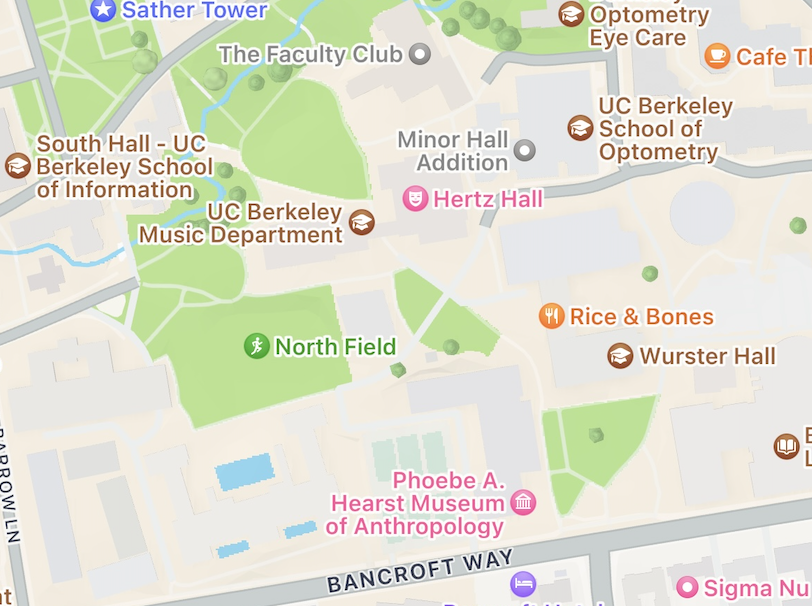 Sather Tower
Optometry
Eye Care
The Faculty Club
UC Berkeley
School of
Optometry
Minor Hall
Addition
South Hall - UC
Berkeley School
of Information
Hertz Hall
UC Berkeley
Music Department
Rice & Bones
North Field
Wurster Hall
Phoebe A.
Hearst Museum
of Anthropology
BARROW LN
BANCROFT WAY
Sigma Nu